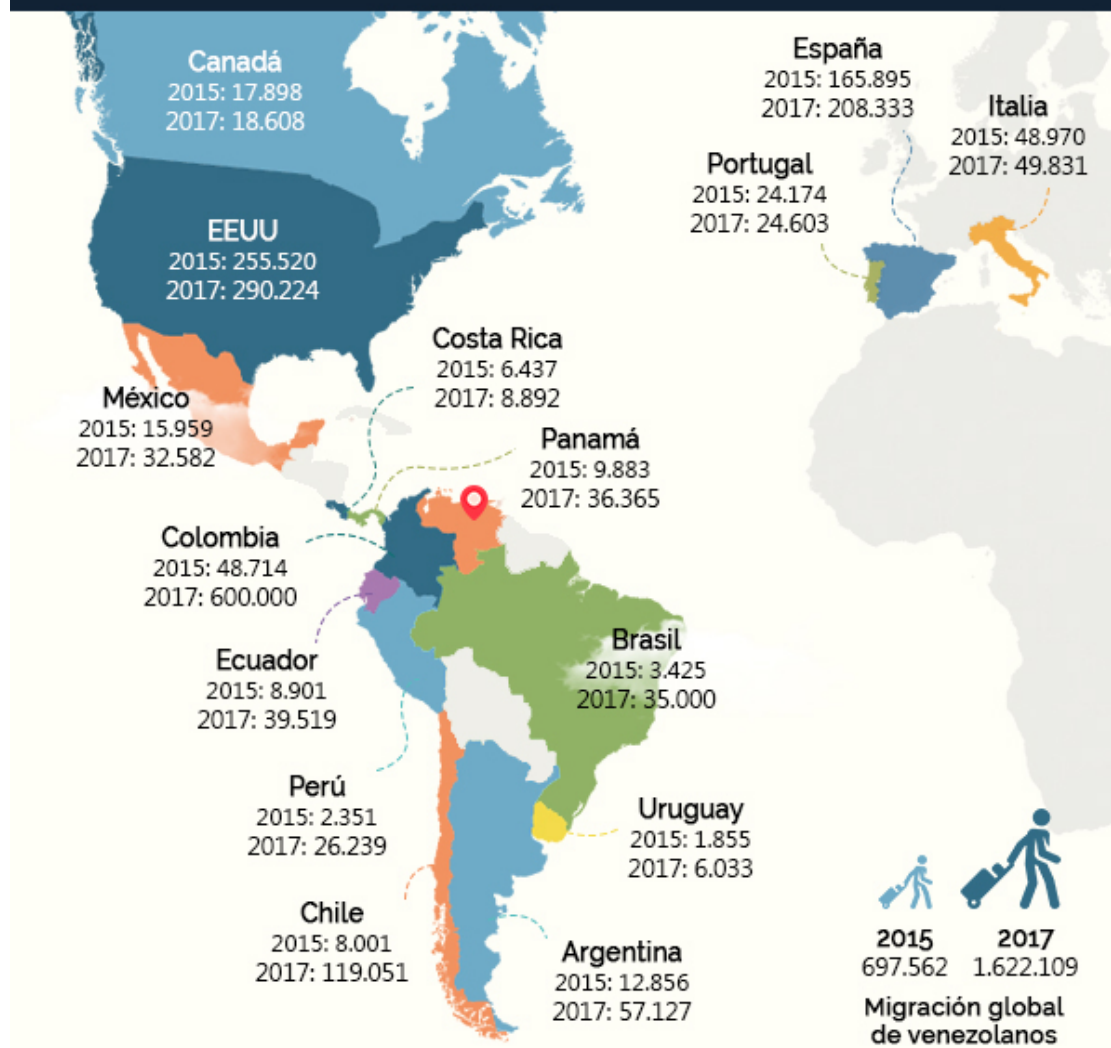 Canadá
2015: 17.898
2017: 18.608
España
2015: 165.895
2017: 208.333
Italia
2015: 48.970
2017: 49.831
Portugal
2015: 24.174
2017: 24.603
EEUU
2015: 255.520
2017: 290.224
Costa Rica
2015: 6.437
2017: 8.892
México
2015: 15.959
2017: 32.582
Panamá
2015: 9.883
2017: 36.365
Colombia
2015: 48.714
2017: 600.000
Ecuador
2015: 8.901
2017: 39.519
Brasil
2015: 3.425
2017: 35.000
Perú
2015: 2.351
2017: 26.239
Uruguay
2015: 1.855
2017: 6.033
Chile
2015: 8.001
2017: 119.051
Argentina
2015: 12.856
2017: 57.127
2015 2017
697.562 1.622.109
Migración global
de venezolanos